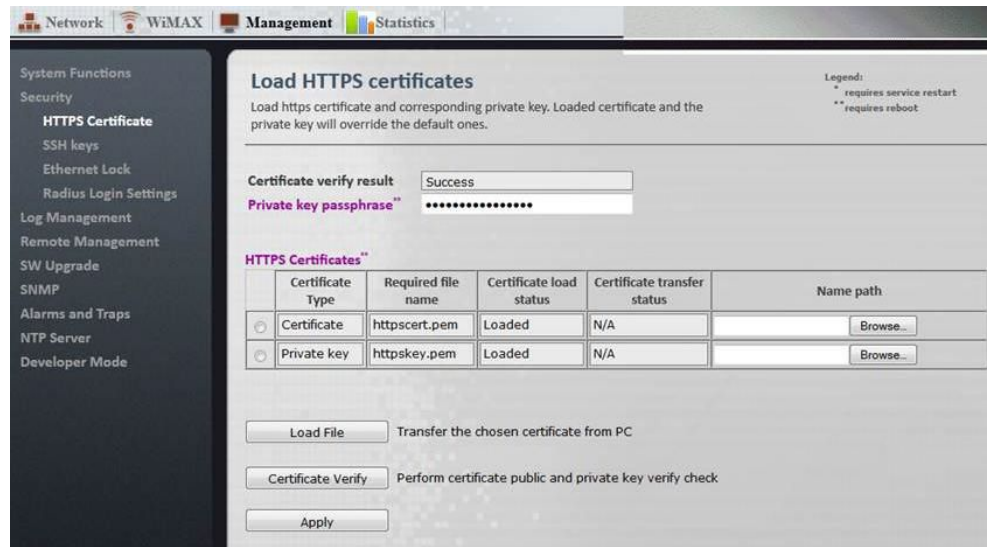 Network WiMAX Management Statistics
System Functions
Security
HTTPS Certificate
SSH keys
Ethernet Lock
Radius Login Settings
Log Management
Remote Management
SW Upgrade
SNMP
Alarms and Traps
NTP Server
Developer Mode
Load HTTPS certificates
Load https certificate and corresponding private key. Loaded certificate and the
private key will override the default ones.
Legend:
* requires service restart
** requires reboot
Certificate verify result Success
Private key passphrase** ••••••••••••••••
HTTPS Certificates**
Certificate Type Required file name Certificate load status Certificate transfer status Name path
Certificate httpscert.pem Loaded N/A Browse...
Private key httpskey.pem Loaded N/A Browse...
Load File Transfer the chosen certificate from PC
Certificate Verify Perform certificate public and private key verify check
Apply